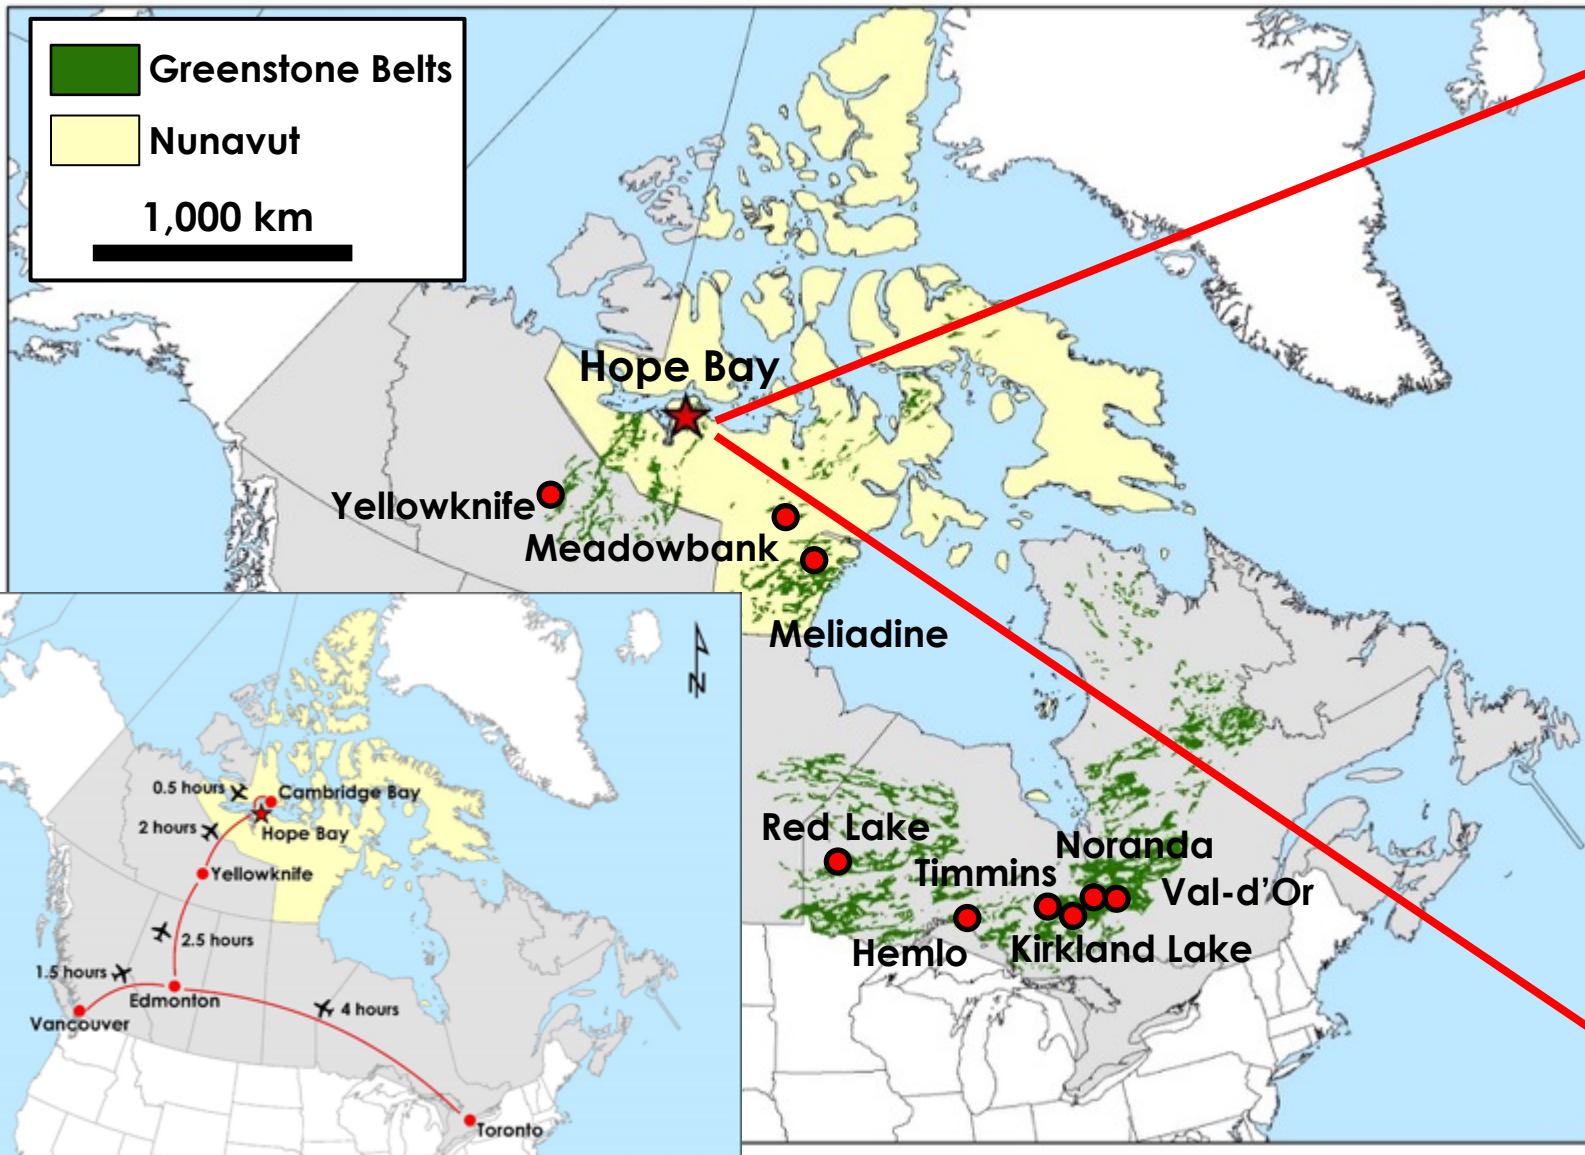 Greenstone Belts
Nunavut
1,000 km
Hope Bay
Yellowknife
Meadowbank
Meliadine
Red Lake
Noranda
Timmins
Val-d'Or
Hemlo
Kirkland Lake
N
0.5 hours
Cambridge Bay
2 hours
Hope Bay
Yellowknife
2.5 hours
1.5 hours
Edmonton
4 hours
Vancouver
Toronto